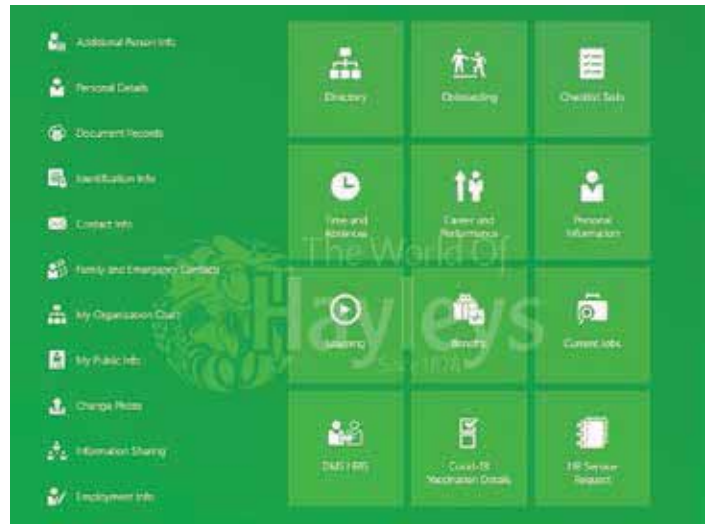 Additional Person Info
Personal Details
Document Records
Identification Info
Contact Info
Family and Emergency Contacts
My Organization Chart
My Public Info
Change Photo
Information Sharing
Employment Info
Directory
Onboarding
Checklist Tasks
Time and
Absences
Career and
Performance
Personal
Information
Learning
Benefits
Current Jobs
DMS HRIS
Covid-19
Vaccination Details
HR Service
Request
The World Of
Hayleys
Since 1878